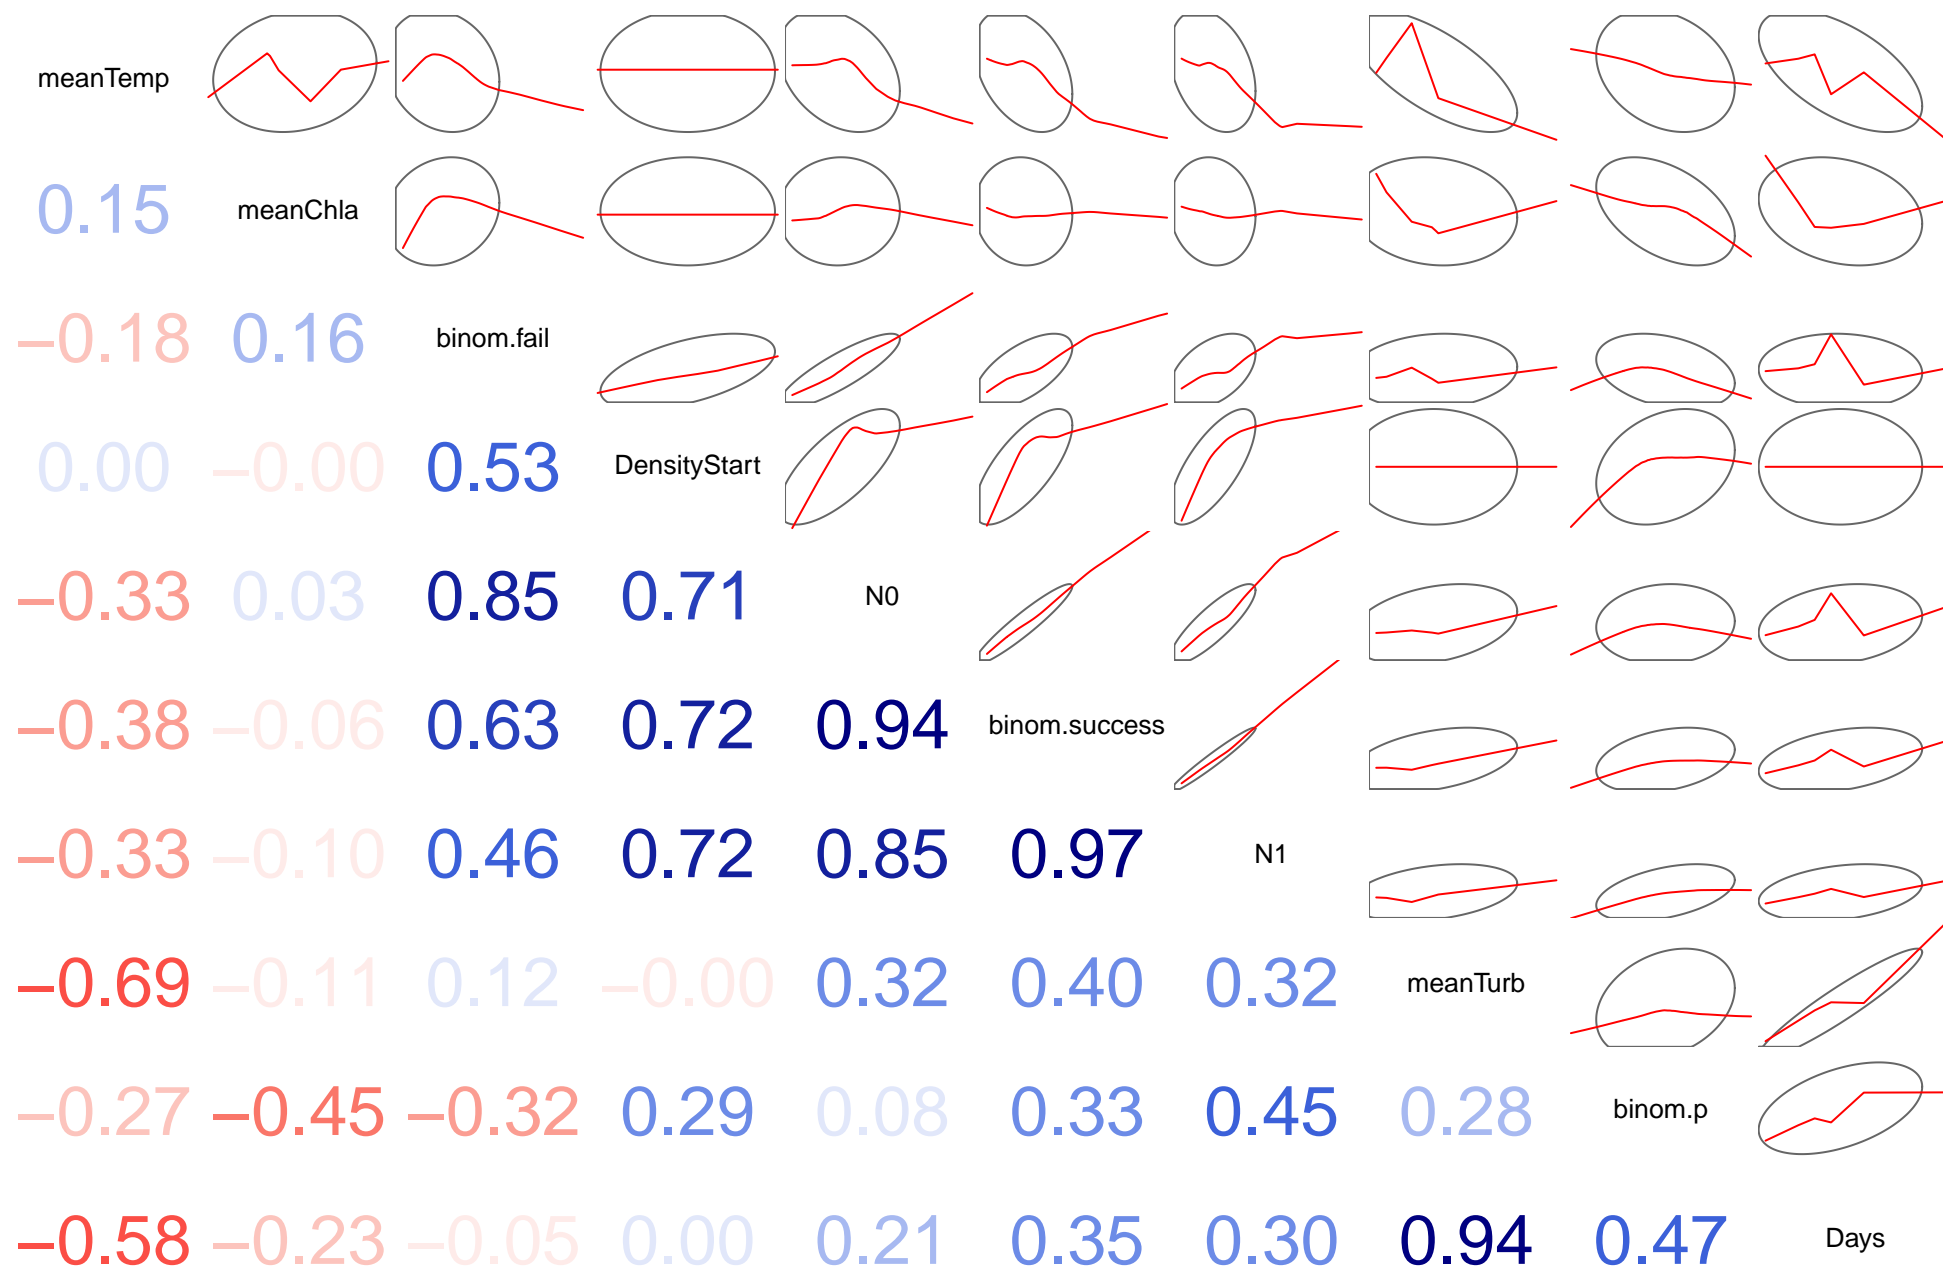 meanTemp
0.15 meanChla
−0.18 0.16 binom.fail
0.00 −0.00 0.53 DensityStart
−0.33 0.03 0.85 0.71 N0
−0.38 −0.06 0.63 0.72 0.94 binom.success
−0.33 −0.10 0.46 0.72 0.85 0.97 N1
−0.69 −0.11 0.12 −0.00 0.32 0.40 0.32 meanTurb
−0.27 −0.45 −0.32 0.29 0.08 0.33 0.45 0.28 binom.p
−0.58 −0.23 −0.05 0.00 0.21 0.35 0.30 0.94 0.47 Days